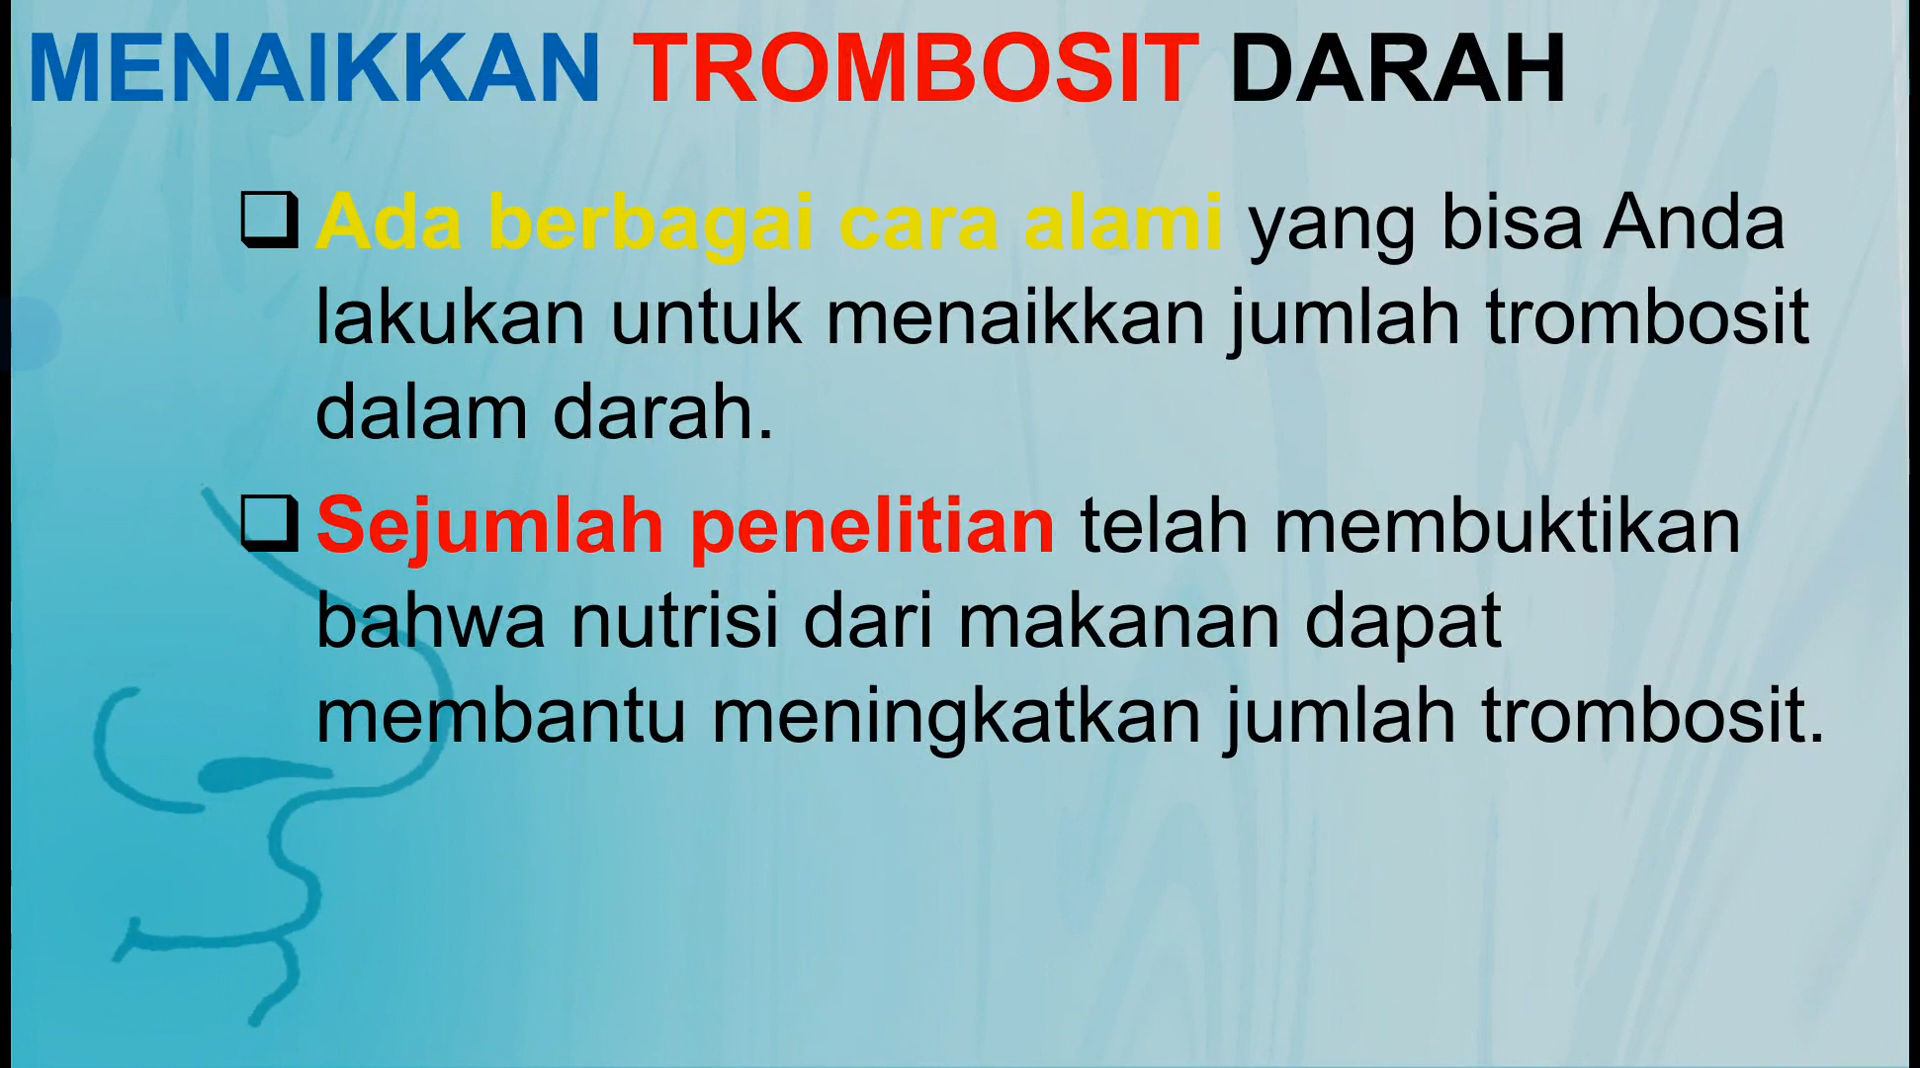 MENAIKKAN TROMBOSIT DARAH
Ada berbagai cara alami yang bisa Anda
lakukan untuk menaikkan jumlah trombosit
dalam darah.
Sejumlah penelitian telah membuktikan
bahwa nutrisi dari makanan dapat
membantu meningkatkan jumlah trombosit.